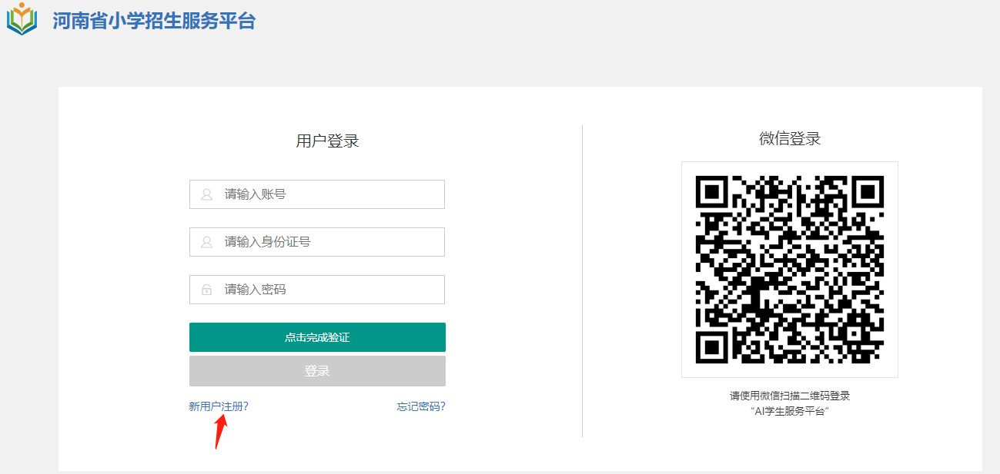 河南省小学招生服务平台
用户登录
请输入账号
请输入身份证号
请输入密码
点击完成验证
登录
新用户注册?
忘记密码?
微信登录
请使用微信扫描二维码登录
“AI学生服务平台”